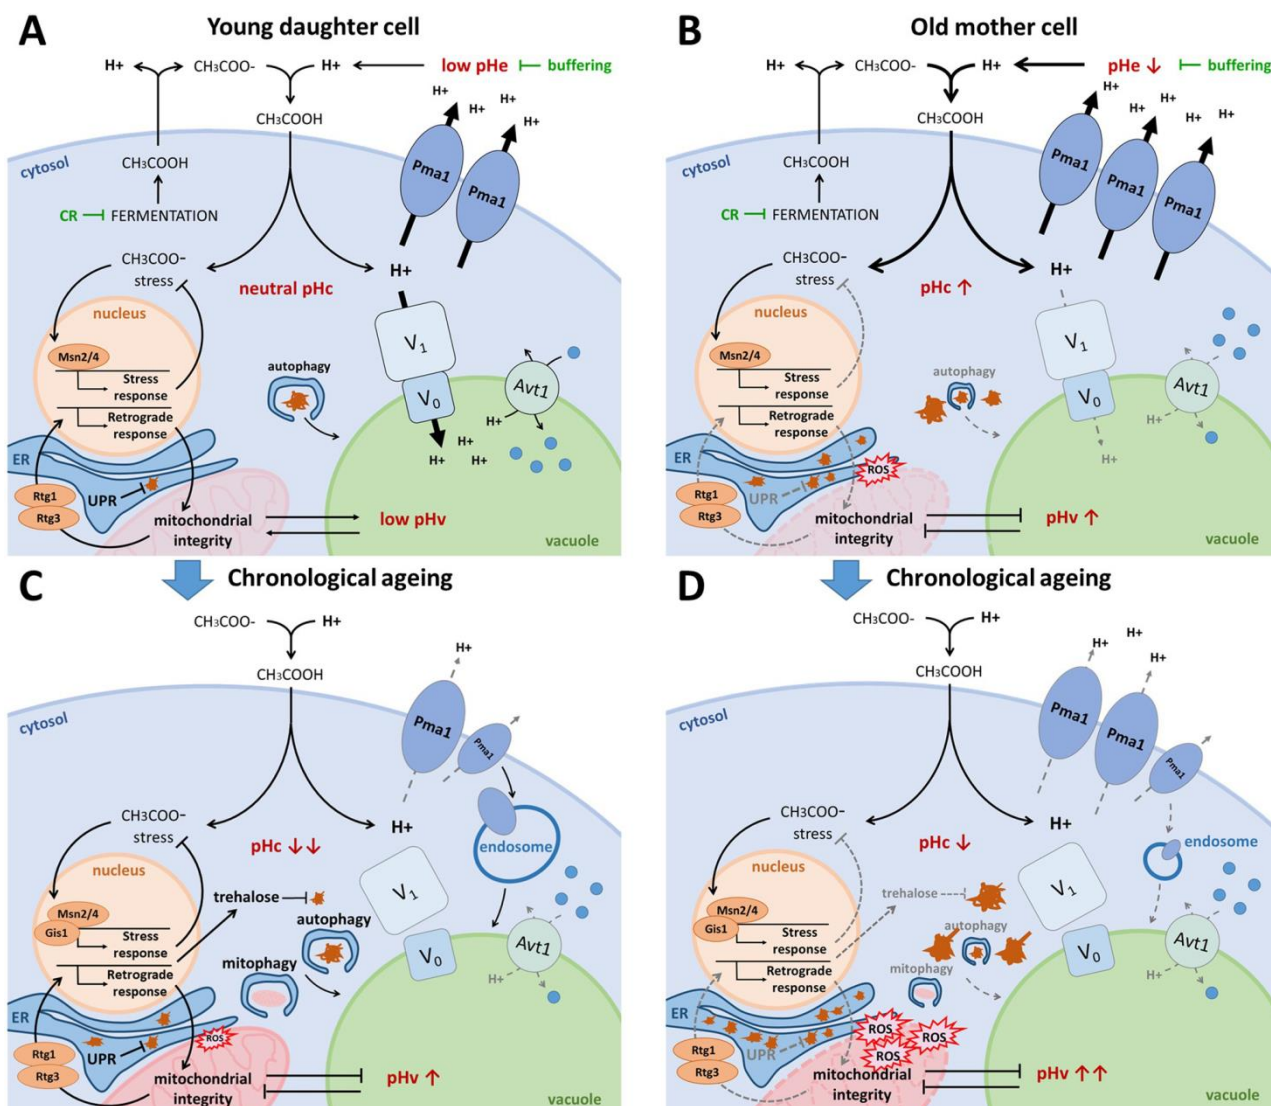 A
Young daughter cell
H+
CH₃COO-
H+
low pHe
buffering
H+
H+
H+
H+
CH₃COOH
cytosol
CH₃COOH
Pma1
Pma1
CR
FERMENTATION
CH₃COO-
stress
neutral pHc
H+
nucleus
Msn2/4
Stress
response
Retrograde
response
autophagy
V₁
V₀
Avt1
H+
H+
H+
H+
H+
ER
Rtg1
Rtg3
UPR
mitochondrial
integrity
low pHv
vacuole
B
Old mother cell
H+
CH₃COO-
H+
pHe ↓
buffering
H+
H+
H+
H+
H+
H+
CH₃COOH
cytosol
CH₃COOH
Pma1
Pma1
Pma1
CR
FERMENTATION
CH₃COO-
stress
pHc ↑
H+
nucleus
Msn2/4
Stress
response
Retrograde
response
autophagy
V₁
V₀
Avt1
H+
H+
ER
ROS
Rtg1
Rtg3
UPR
mitochondrial
integrity
pHv ↑
vacuole
C
Chronological ageing
CH₃COO-
H+
CH₃COOH
H+
cytosol
Pma1
Pma1
CH₃COO-
stress
pHc ↓↓
H+
endosome
nucleus
Msn2/4
Gis1
Stress
response
Retrograde
response
trehalose
autophagy
mitophagy
V₁
V₀
Avt1
H+
ER
ROS
Rtg1
Rtg3
UPR
mitochondrial
integrity
pHv ↑
vacuole
D
Chronological ageing
CH₃COO-
H+
CH₃COOH
H+
H+
H+
cytosol
Pma1
Pma1
Pma1
CH₃COO-
stress
pHc ↓
H+
endosome
nucleus
Msn2/4
Gis1
Stress
response
Retrograde
response
trehalose
autophagy
mitophagy
V₁
V₀
Avt1
H+
ER
ROS
ROS
ROS
Rtg1
Rtg3
UPR
mitochondrial
integrity
pHv ↑↑
vacuole